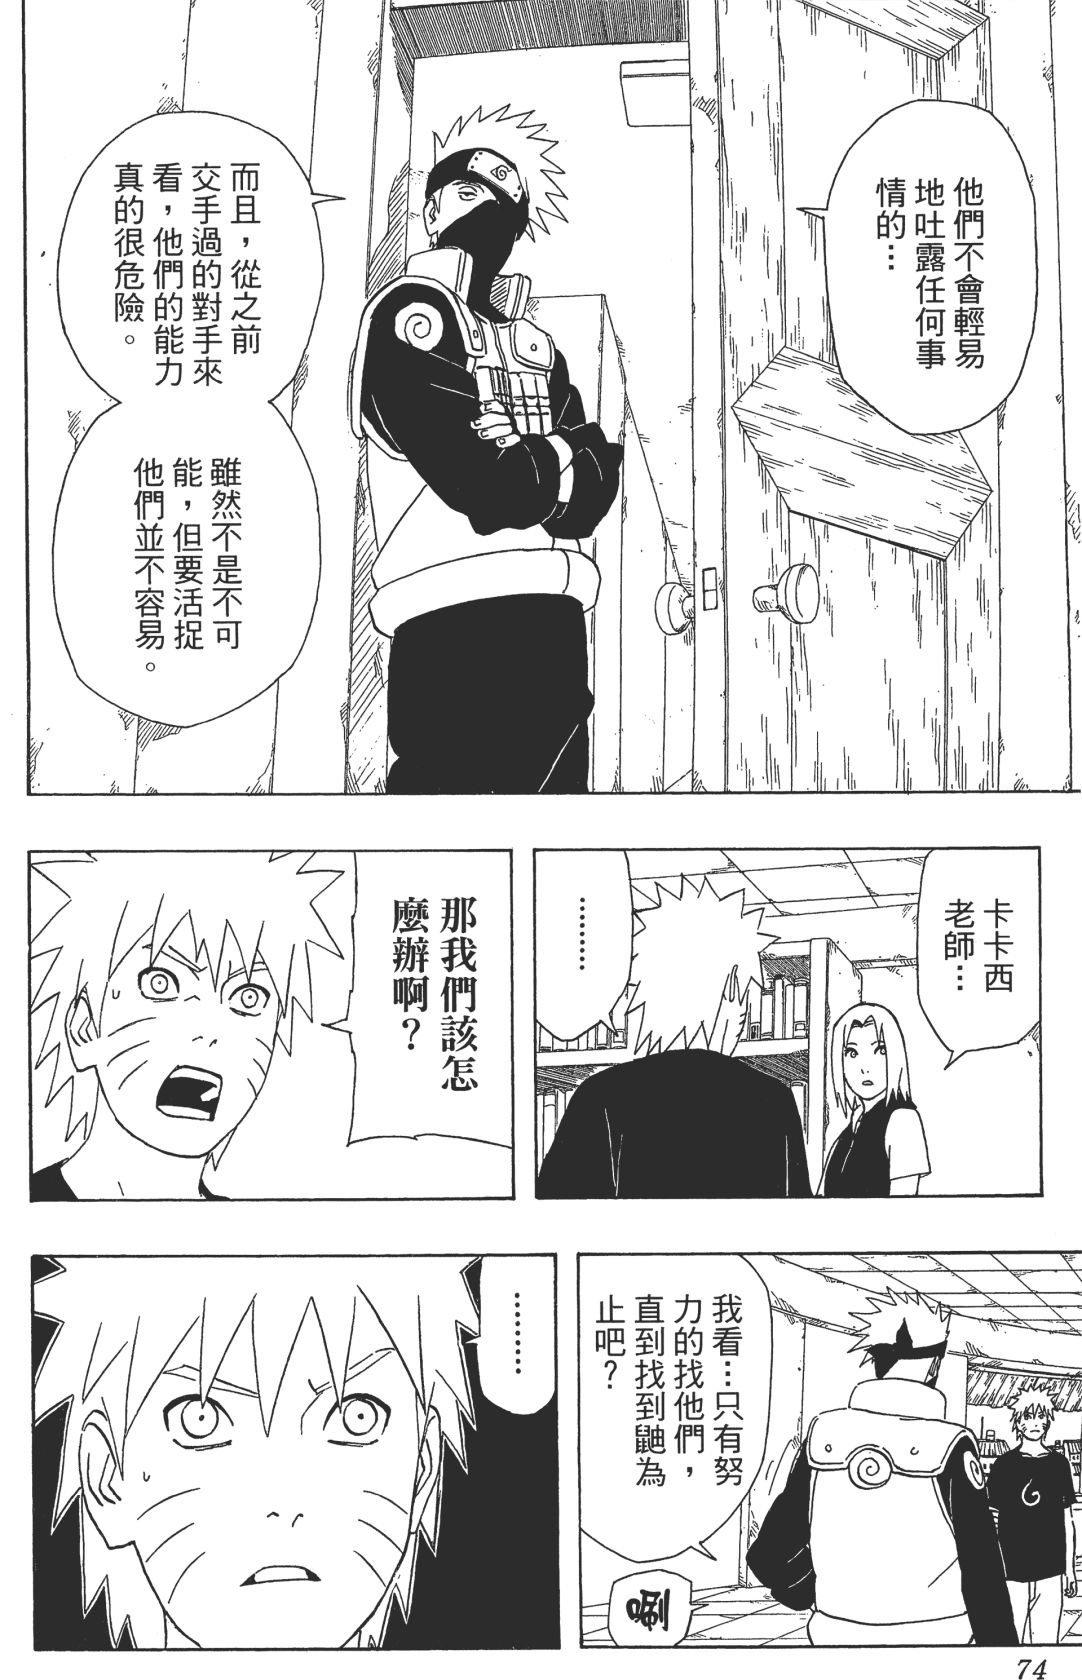 他們不會輕易
地吐露任何事
情的…
而且，從之前
交手過的對手來
看，他們的能力
真的很危險。
雖然不是不可
能，但要活捉
他們並不容易。
卡卡西
老師…
………
那我們該怎
麼辦啊？
我看…只有努
力的找他們，
直到找到鼬為
止吧？
唰
………
74